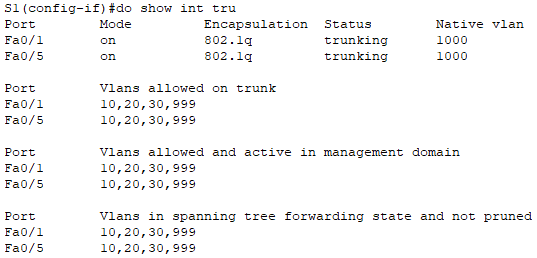 S1(config-if)#do show int tru
Port        Mode         Encapsulation  Status        Native vlan
Fa0/1       on           802.1q         trunking      1000
Fa0/5       on           802.1q         trunking      1000

Port        Vlans allowed on trunk
Fa0/1       10,20,30,999
Fa0/5       10,20,30,999

Port        Vlans allowed and active in management domain
Fa0/1       10,20,30,999
Fa0/5       10,20,30,999

Port        Vlans in spanning tree forwarding state and not pruned
Fa0/1       10,20,30,999
Fa0/5       10,20,30,999